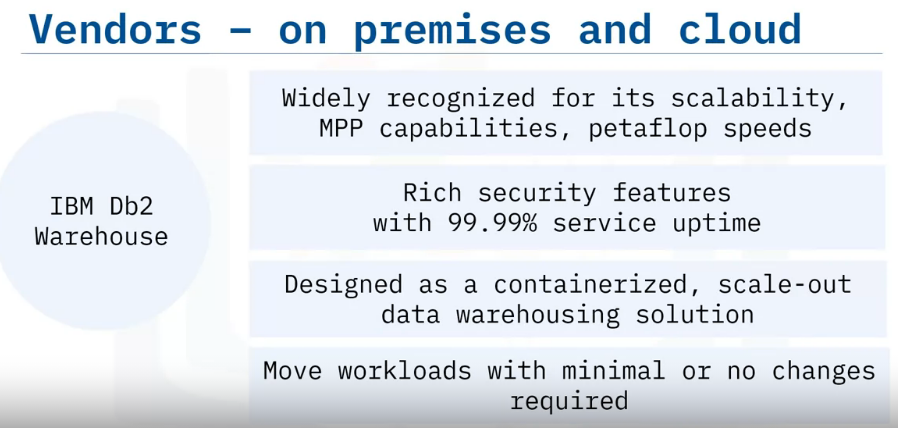 Vendors – on premises and cloud
IBM Db2
Warehouse
Widely recognized for its scalability,
MPP capabilities, petaflop speeds
Rich security features
with 99.99% service uptime
Designed as a containerized, scale-out
data warehousing solution
Move workloads with minimal or no changes
required